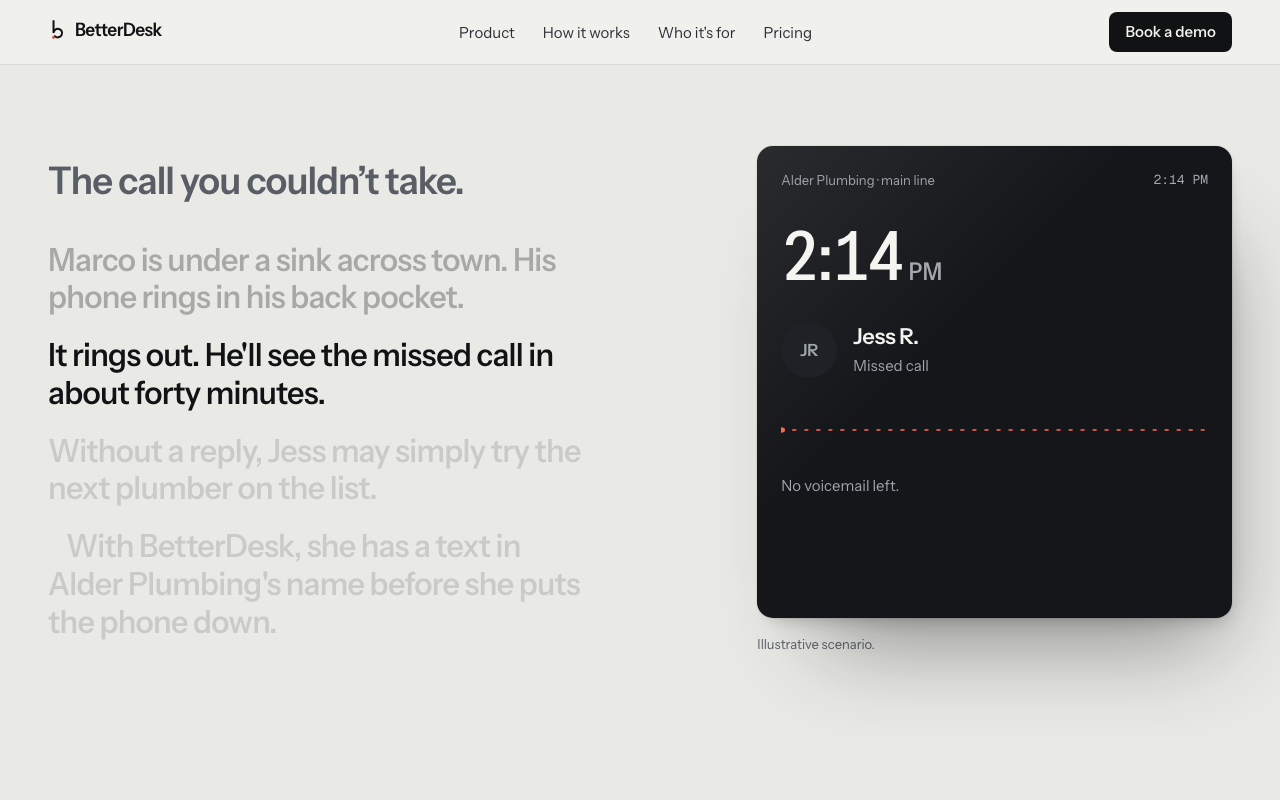 BetterDesk
Product
How it works
Who it's for
Pricing
Book a demo
The call you couldn’t take.
Marco is under a sink across town. His
phone rings in his back pocket.
It rings out. He'll see the missed call in
about forty minutes.
Without a reply, Jess may simply try the
next plumber on the list.
With BetterDesk, she has a text in
Alder Plumbing's name before she puts
the phone down.
Alder Plumbing · main line
2:14 PM
2:14 PM
JR
Jess R.
Missed call
No voicemail left.
Illustrative scenario.